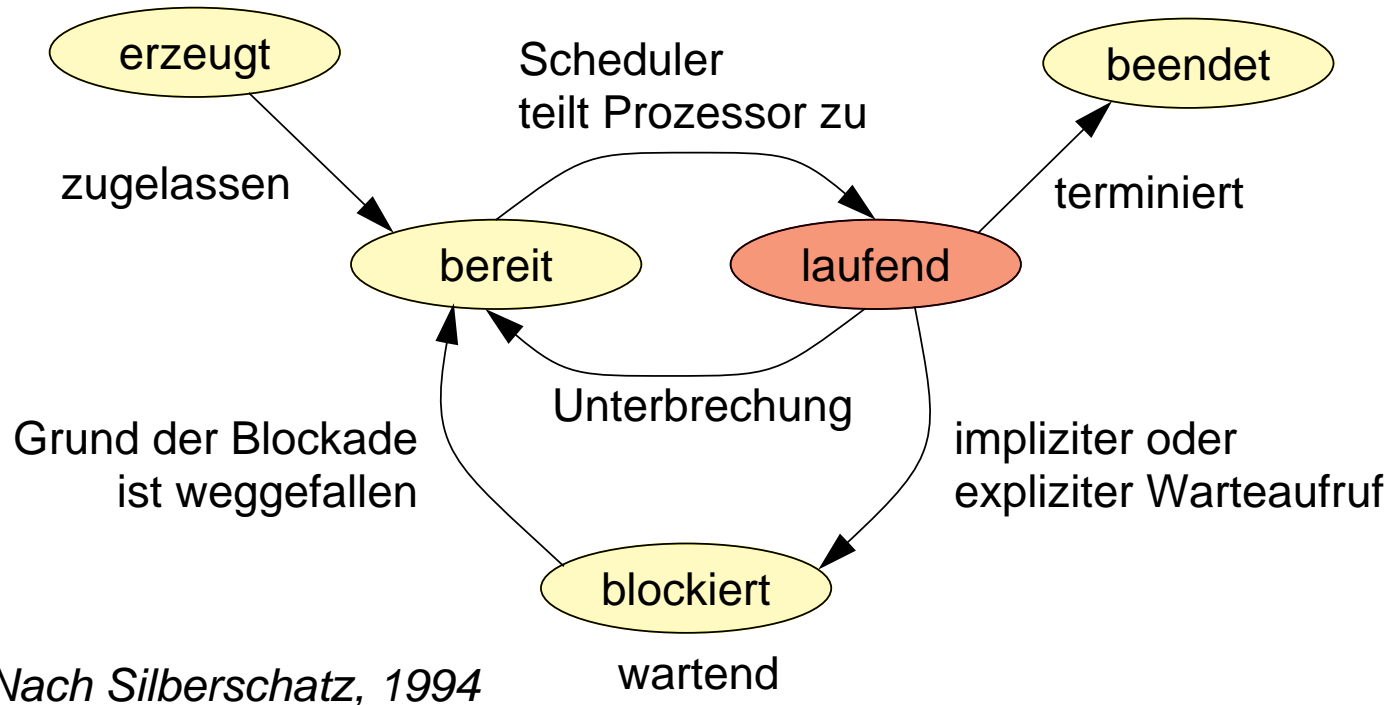 erzeugt
Scheduler
teilt Prozessor zu
beendet
zugelassen
terminiert
bereit
laufend
Unterbrechung
Grund der Blockade
ist weggefallen
impliziter oder
expliziter Warteaufruf
blockiert
wartend
Nach Silberschatz, 1994